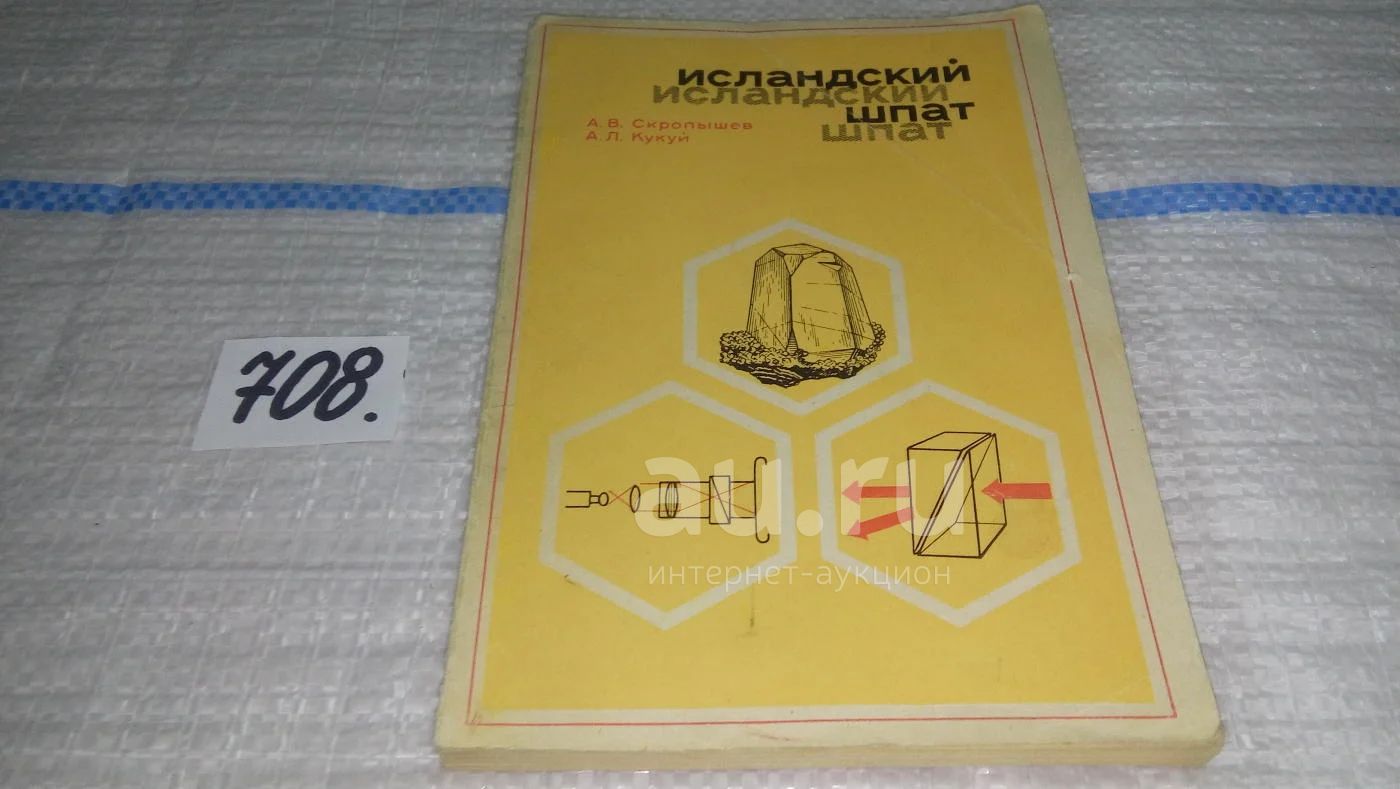 исландский
исландский
шпат
шпат
А. В. Скропышев
А. Л. Кукуй
708.
au.ru
интернет-аукцион